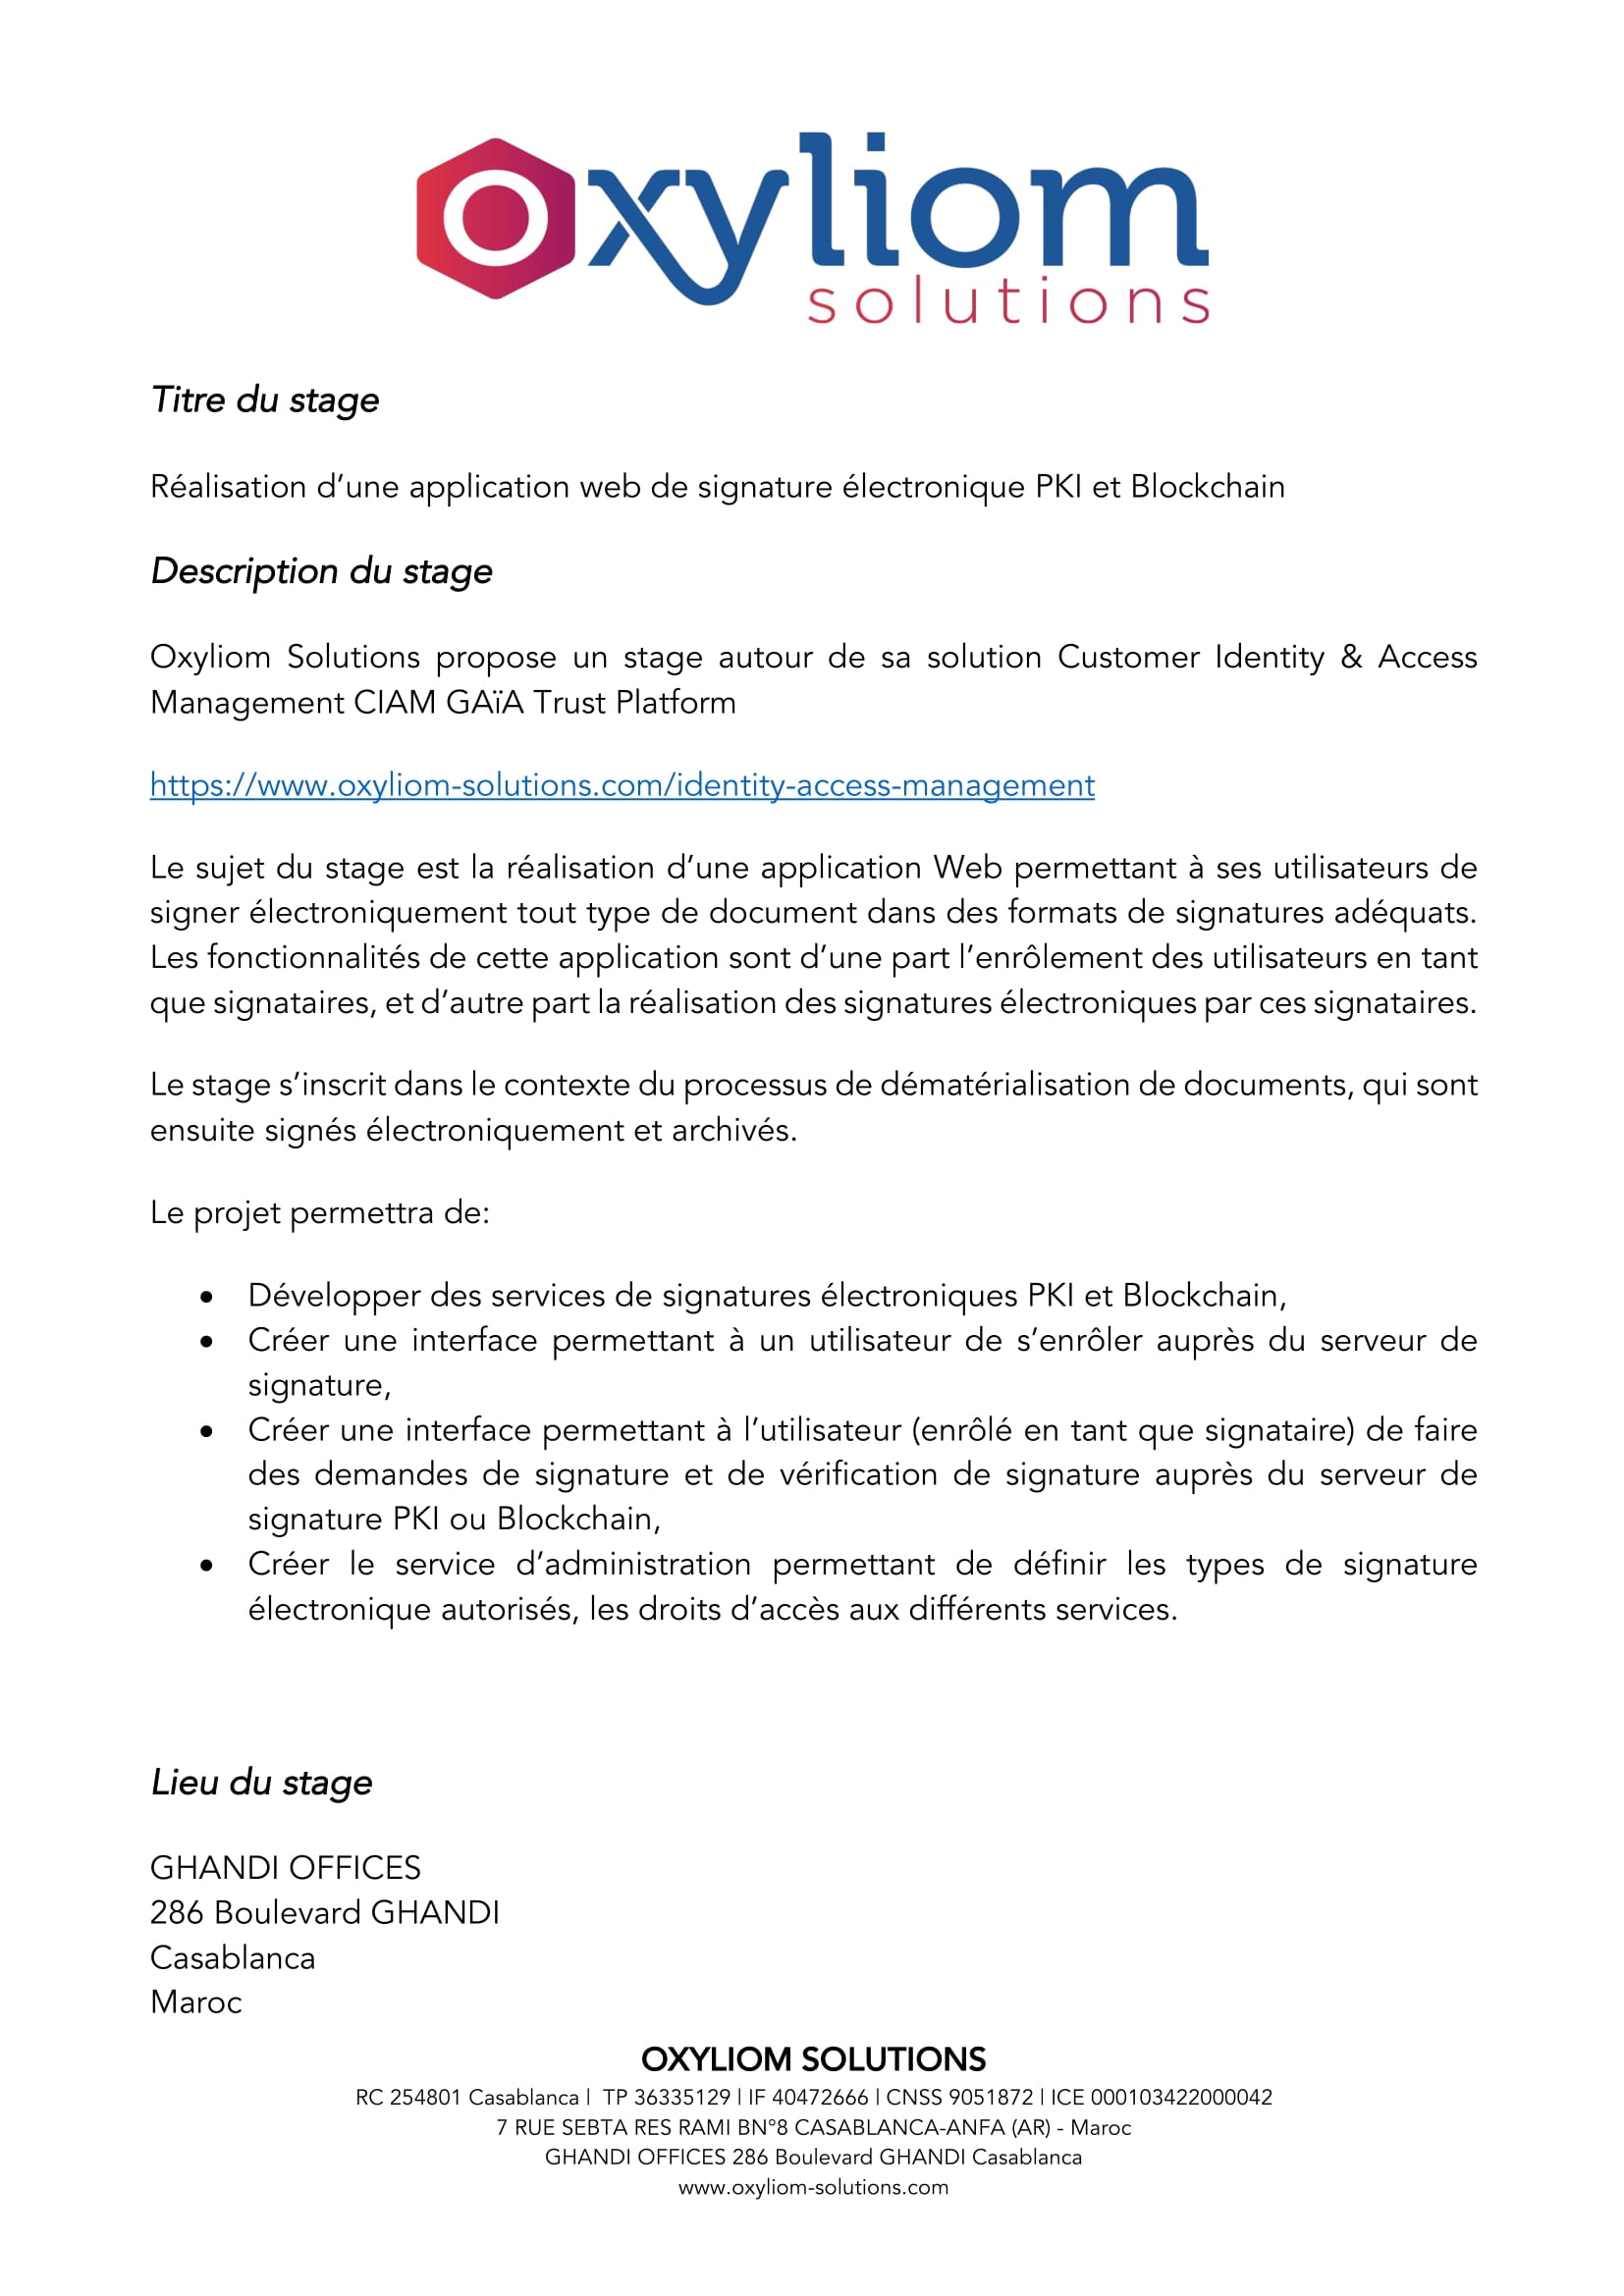 Oxyliom
solutions
Titre du stage
Réalisation d’une application web de signature électronique PKI et Blockchain
Description du stage
Oxyliom Solutions propose un stage autour de sa solution Customer Identity & Access
Management CIAM GAïA Trust Platform
https://www.oxyliom-solutions.com/identity-access-management
Le sujet du stage est la réalisation d’une application Web permettant à ses utilisateurs de
signer électroniquement tout type de document dans des formats de signatures adéquats.
Les fonctionnalités de cette application sont d’une part l’enrôlement des utilisateurs en tant
que signataires, et d’autre part la réalisation des signatures électroniques par ces signataires.
Le stage s’inscrit dans le contexte du processus de dématérialisation de documents, qui sont
ensuite signés électroniquement et archivés.
Le projet permettra de:
• Développer des services de signatures électroniques PKI et Blockchain,
• Créer une interface permettant à un utilisateur de s’enrôler auprès du serveur de
signature,
• Créer une interface permettant à l’utilisateur (enrôlé en tant que signataire) de faire
des demandes de signature et de vérification de signature auprès du serveur de
signature PKI ou Blockchain,
• Créer le service d’administration permettant de définir les types de signature
électronique autorisés, les droits d’accès aux différents services.
Lieu du stage
GHANDI OFFICES
286 Boulevard GHANDI
Casablanca
Maroc
OXYLIOM SOLUTIONS
RC 254801 Casablanca | TP 36335129 | IF 40472666 | CNSS 9051872 | ICE 000103422000042
7 RUE SEBTA RES RAMI BN°8 CASABLANCA-ANFA (AR) - Maroc
GHANDI OFFICES 286 Boulevard GHANDI Casablanca
www.oxyliom-solutions.com